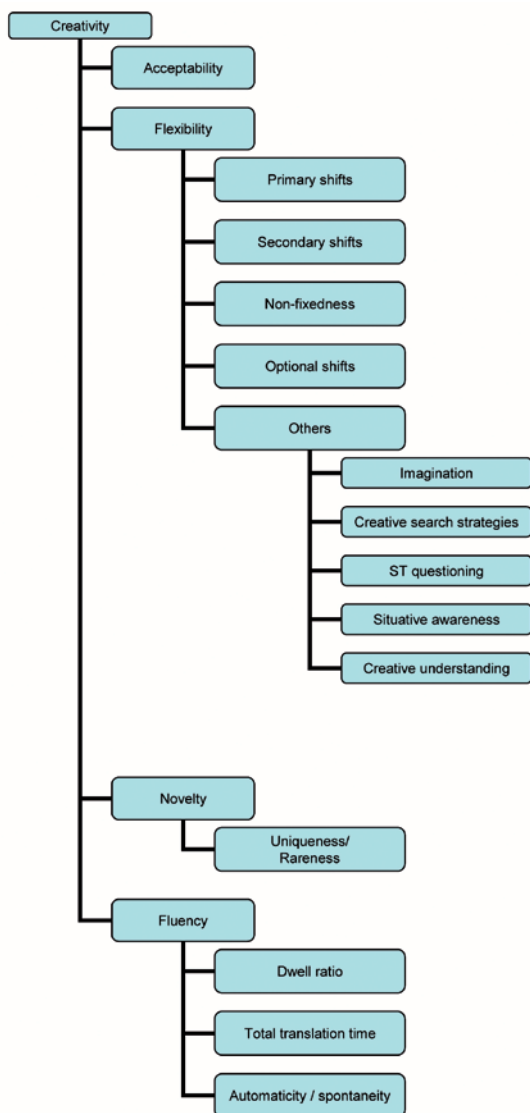 Creativity
Acceptability
Flexibility
Primary shifts
Secondary shifts
Non-fixedness
Optional shifts
Others
Imagination
Creative search strategies
ST questioning
Situative awareness
Creative understanding
Novelty
Uniqueness/
Rareness
Fluency
Dwell ratio
Total translation time
Automaticity / spontaneity